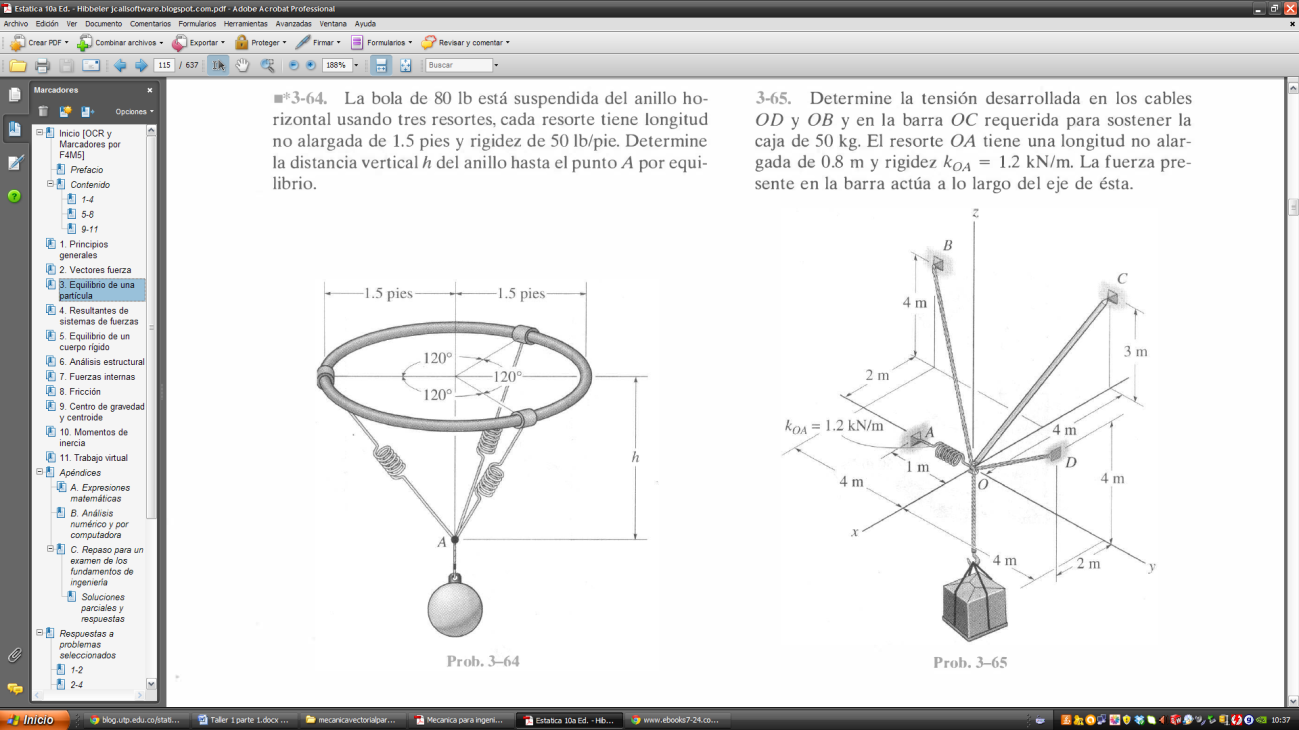 Estatica 10a Ed. - Hibbeler jcallsoftware.blogspot.com.pdf - Adobe Acrobat Professional
Archivo Edición Ver Documento Comentarios Formularios Herramientas Avanzadas Ventana Ayuda
Crear PDF Combinar archivos Exportar Proteger Firmar Formularios Revisar y comentar
115 / 637 188% Buscar
Marcadores
Opciones
Inicio [OCR y
Marcadores por
F4M5]
Prefacio
Contenido
1-4
5-8
9-11
1. Principios
generales
2. Vectores fuerza
3. Equilibrio de una
partícula
4. Resultantes de
sistemas de fuerzas
5. Equilibrio de un
cuerpo rígido
6. Análisis estructural
7. Fuerzas internas
8. Fricción
9. Centro de gravedad
y centroide
10. Momentos de
inercia
11. Trabajo virtual
Apéndices
A. Expresiones
matemáticas
B. Análisis
numérico y por
computadora
C. Repaso para un
examen de los
fundamentos de
ingeniería
Soluciones
parciales y
respuestas
Respuestas a
problemas
seleccionados
1-2
2-4
■*3-64. La bola de 80 lb está suspendida del anillo ho-
rizontal usando tres resortes, cada resorte tiene longitud
no alargada de 1.5 pies y rigidez de 50 lb/pie. Determine
la distancia vertical h del anillo hasta el punto A por equi-
librio.
1.5 pies 1.5 pies
120°
120°
120°
h
A
Prob. 3–64
3-65. Determine la tensión desarrollada en los cables
OD y OB y en la barra OC requerida para sostener la
caja de 50 kg. El resorte OA tiene una longitud no alar-
gada de 0.8 m y rigidez kOA = 1.2 kN/m. La fuerza pre-
sente en la barra actúa a lo largo del eje de ésta.
z
B
C
4 m
3 m
2 m
kOA = 1.2 kN/m
A
4 m
D
1 m
O
4 m
4 m
x
4 m
2 m
y
Prob. 3–65
Inicio
blog.utp.edu.co/stati...
Taller 1 parte 1.docx ...
mecanicavectorialpar...
Mecanica para ingeni...
Estatica 10a Ed. - Hib...
www.ebooks7-24.co...
10:37